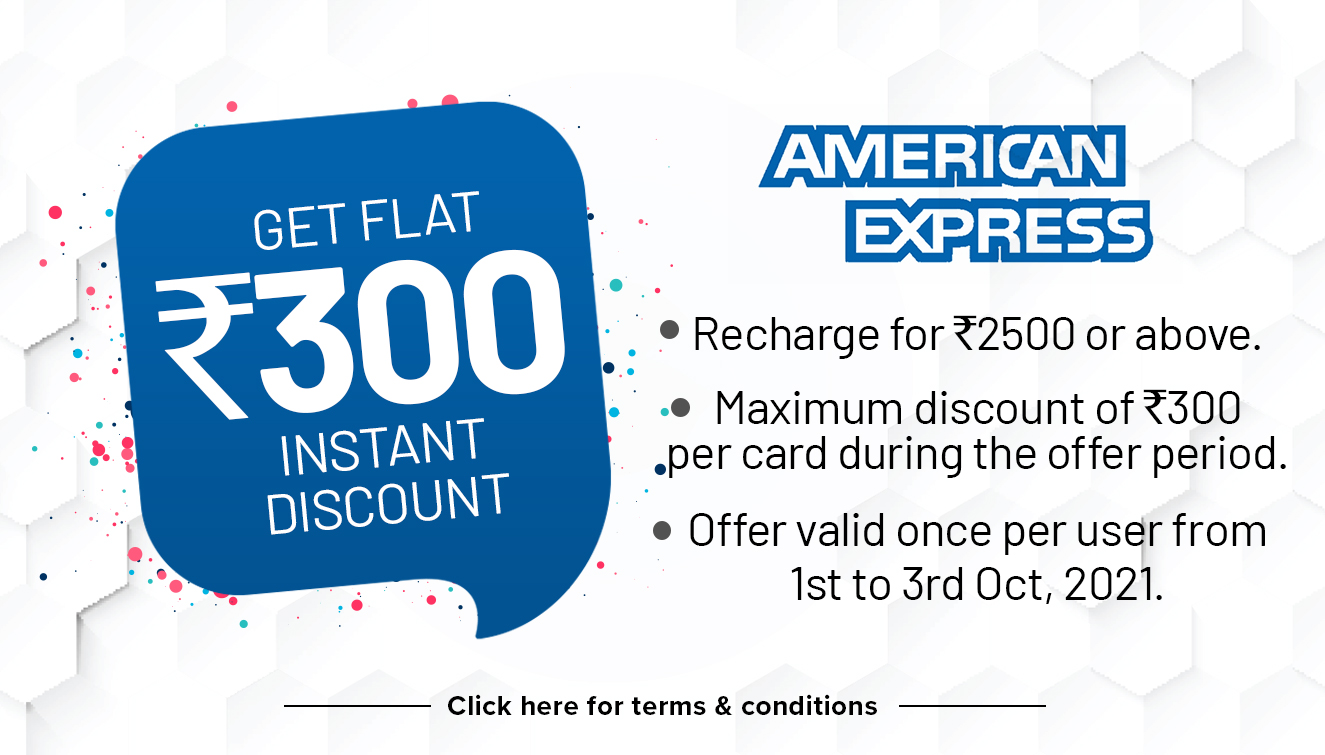 GET FLAT
₹300
INSTANT
DISCOUNT
AMERICAN
EXPRESS
• Recharge for ₹2500 or above.
• Maximum discount of ₹300
per card during the offer period.
• Offer valid once per user from
1st to 3rd Oct, 2021.
Click here for terms & conditions